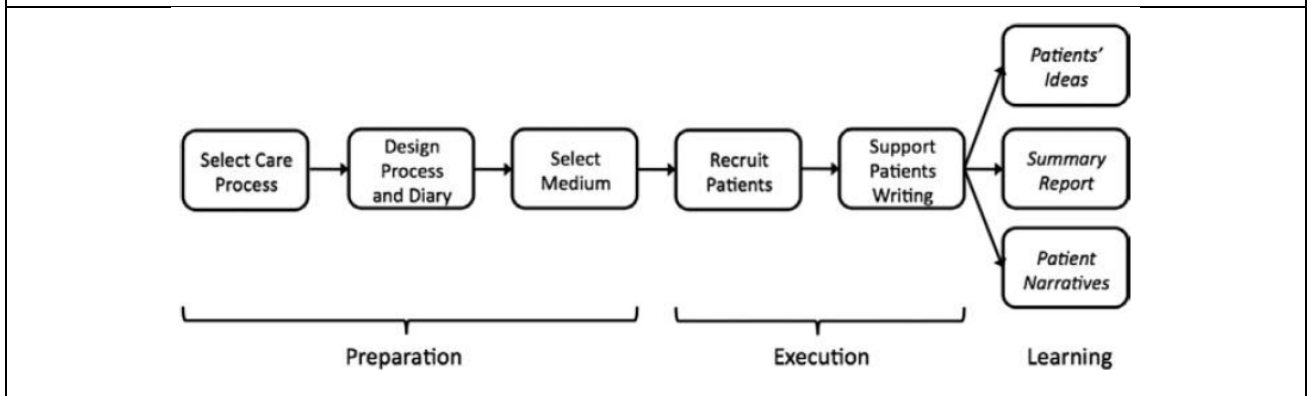 Select Care
Process
Design
Process
and Diary
Select
Medium
Recruit
Patients
Support
Patients
Writing
Patients'
Ideas
Summary
Report
Patient
Narratives
Preparation
Execution
Learning